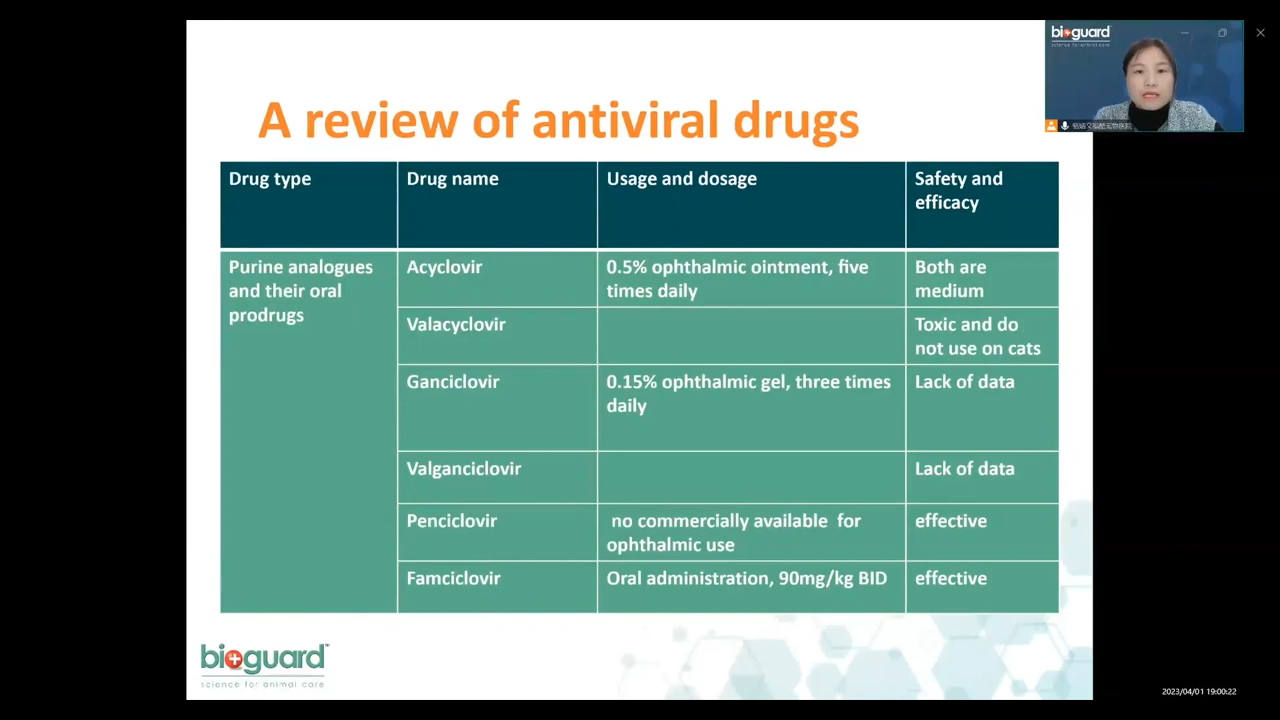 A review of antiviral drugs
Drug type
Drug name
Usage and dosage
Safety and
efficacy
Purine analogues
and their oral
prodrugs
Acyclovir
0.5% ophthalmic ointment, five
times daily
Both are
medium
Valacyclovir
Toxic and do
not use on cats
Ganciclovir
0.15% ophthalmic gel, three times
daily
Lack of data
Valganciclovir
Lack of data
Penciclovir
no commercially available for
ophthalmic use
effective
Famciclovir
Oral administration, 90mg/kg BID
effective
bioguard
science for animal care
bioguard
science for animal care
2023/04/01 19:00:22